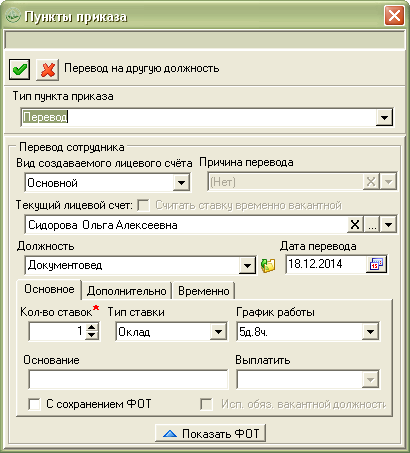 Пункты приказа
Перевод на другую должность
Тип пункта приказа
Перевод
Перевод сотрудника
Вид создаваемого лицевого счёта Причина перевода
Основной (Нет) X
Текущий лицевой счет: Считать ставку временно вакантной
Сидорова Ольга Алексеевна X ...
Должность Дата перевода
Документовед 18.12.2014 15
Основное Дополнительно Временно
Кол-во ставок* Тип ставки График работы
1 Оклад 5д.8ч.
Основание Выплатить
С сохранением ФОТ Исп. обяз. вакантной должности
Показать ФОТ